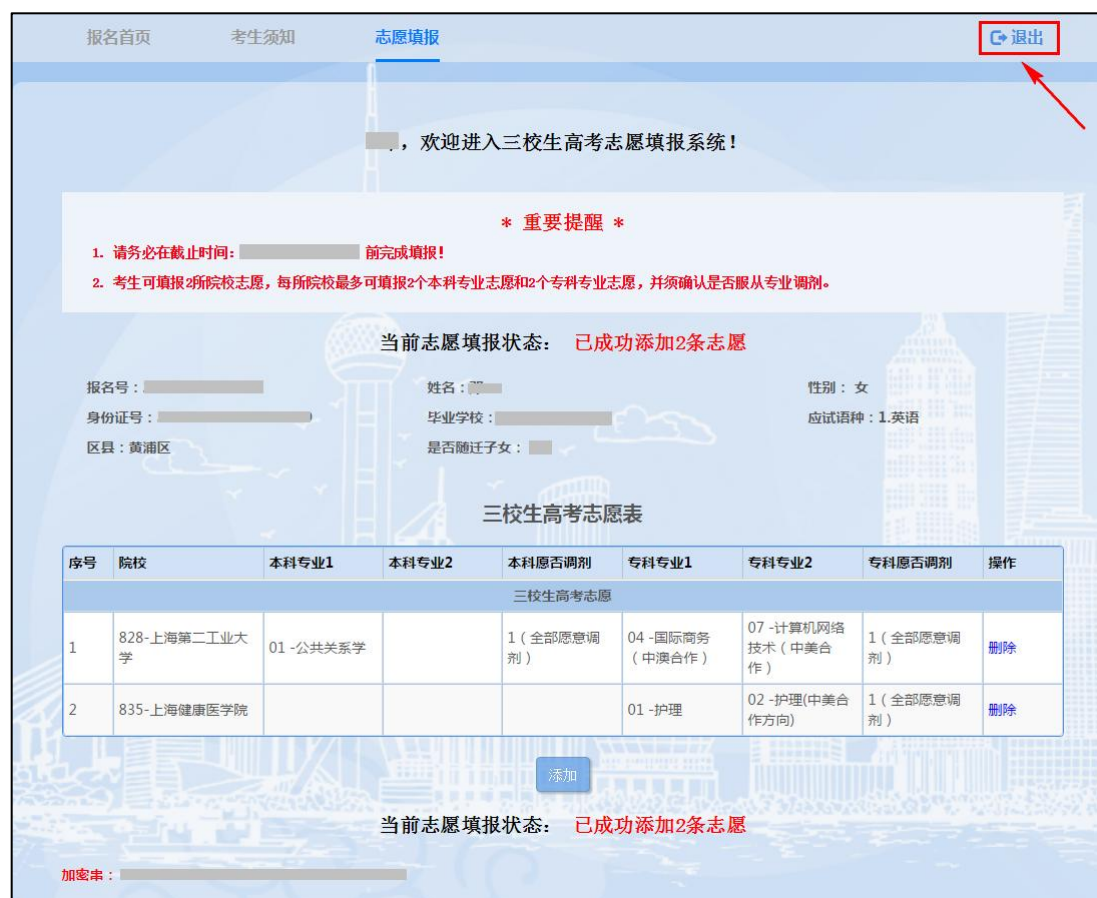 报名首页 考生须知 志愿填报 退出
，欢迎进入三校生高考志愿填报系统！
* 重要提醒 *
1. 请务必在截止时间： 前完成填报！
2. 考生可填报2所院校志愿，每所院校最多可填报2个本科专业志愿和2个专科专业志愿，并须确认是否服从专业调剂。
当前志愿填报状态： 已成功添加2条志愿
报名号： 姓名： 性别： 女
身份证号： 毕业学校： 应试语种：1.英语
区县：黄浦区 是否随迁子女：
三校生高考志愿表
序号 院校 本科专业1 本科专业2 本科愿否调剂 专科专业1 专科专业2 专科愿否调剂 操作
三校生高考志愿
1 828-上海第二工业大
学 01 -公共关系学 1（全部愿意调
剂） 04 -国际商务
（中澳合作） 07 -计算机网络
技术（中美合
作） 1（全部愿意调
剂） 删除
2 835-上海健康医学院 01 -护理 02 -护理(中美合
作方向) 1（全部愿意调
剂） 删除
添加
当前志愿填报状态： 已成功添加2条志愿
加密串：